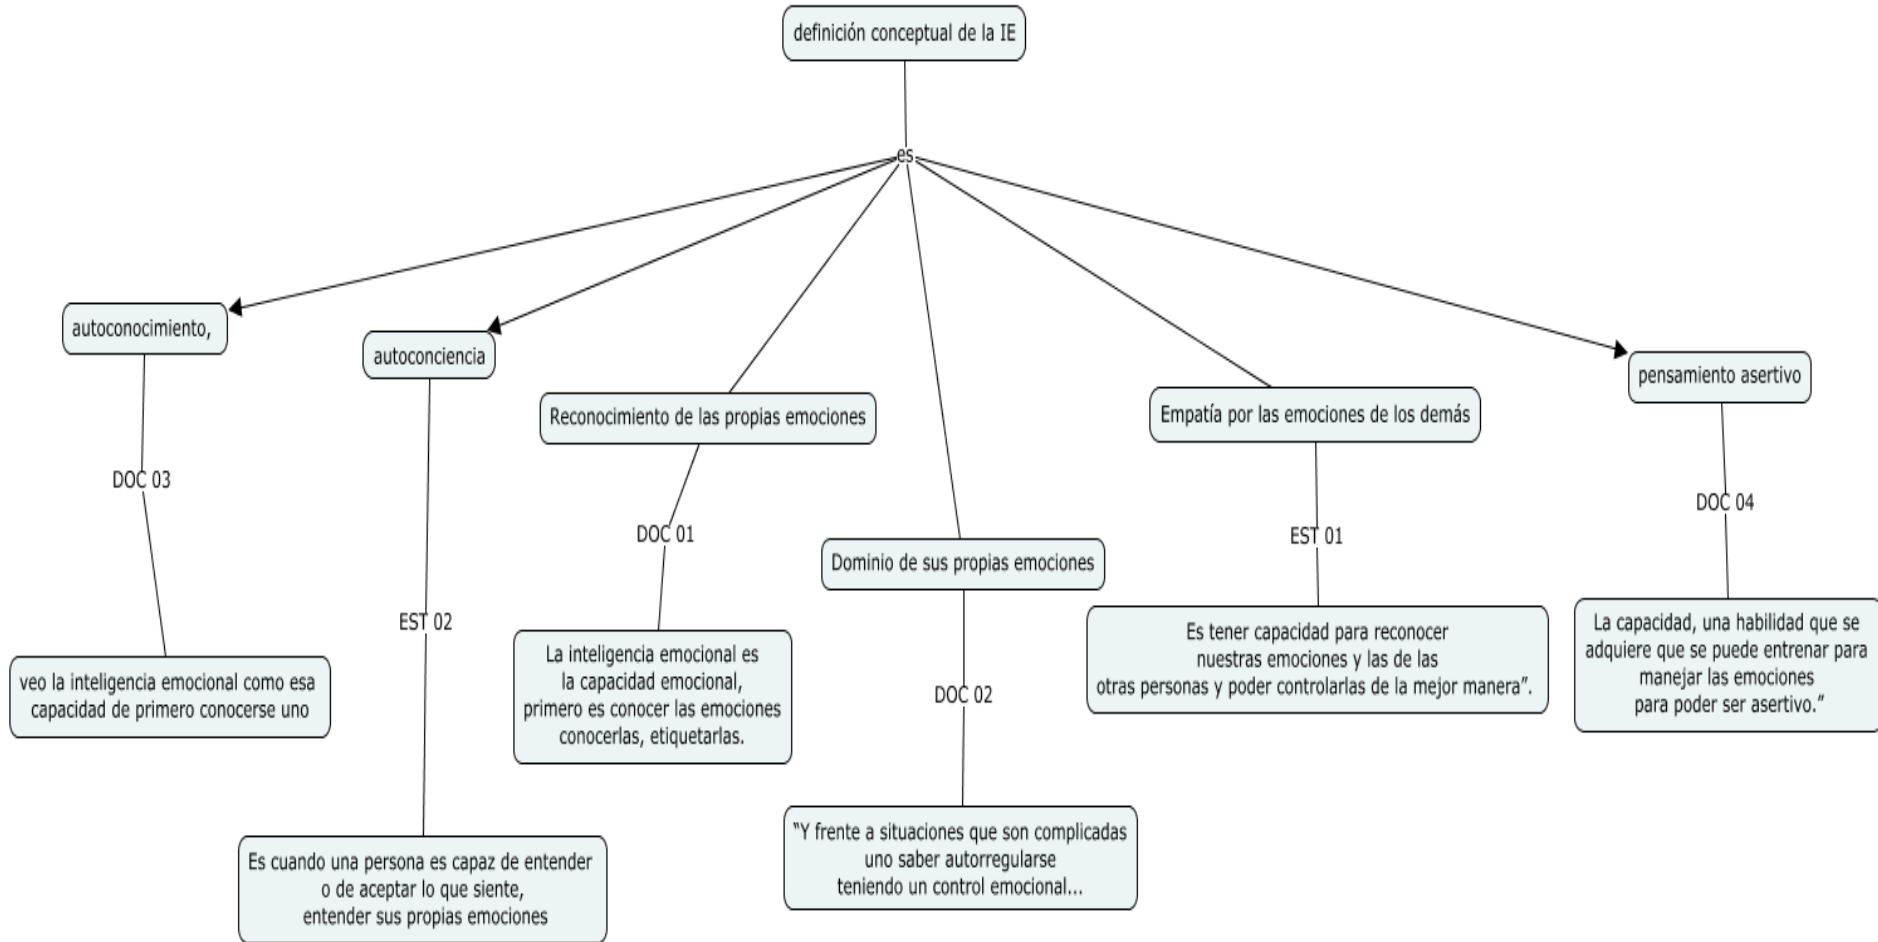 definición conceptual de la IE
es
autoconocimiento,
autoconciencia
Reconocimiento de las propias emociones
Dominio de sus propias emociones
Empatía por las emociones de los demás
pensamiento asertivo
DOC 03
EST 02
DOC 01
DOC 02
EST 01
DOC 04
veo la inteligencia emocional como esa
capacidad de primero conocerse uno
Es cuando una persona es capaz de entender
o de aceptar lo que siente,
entender sus propias emociones
La inteligencia emocional es
la capacidad emocional,
primero es conocer las emociones
conocerlas, etiquetarlas.
"Y frente a situaciones que son complicadas
uno saber autorregularse
teniendo un control emocional...
Es tener capacidad para reconocer
nuestras emociones y las de las
otras personas y poder controlarlas de la mejor manera”.
La capacidad, una habilidad que se
adquiere que se puede entrenar para
manejar las emociones
para poder ser asertivo.”